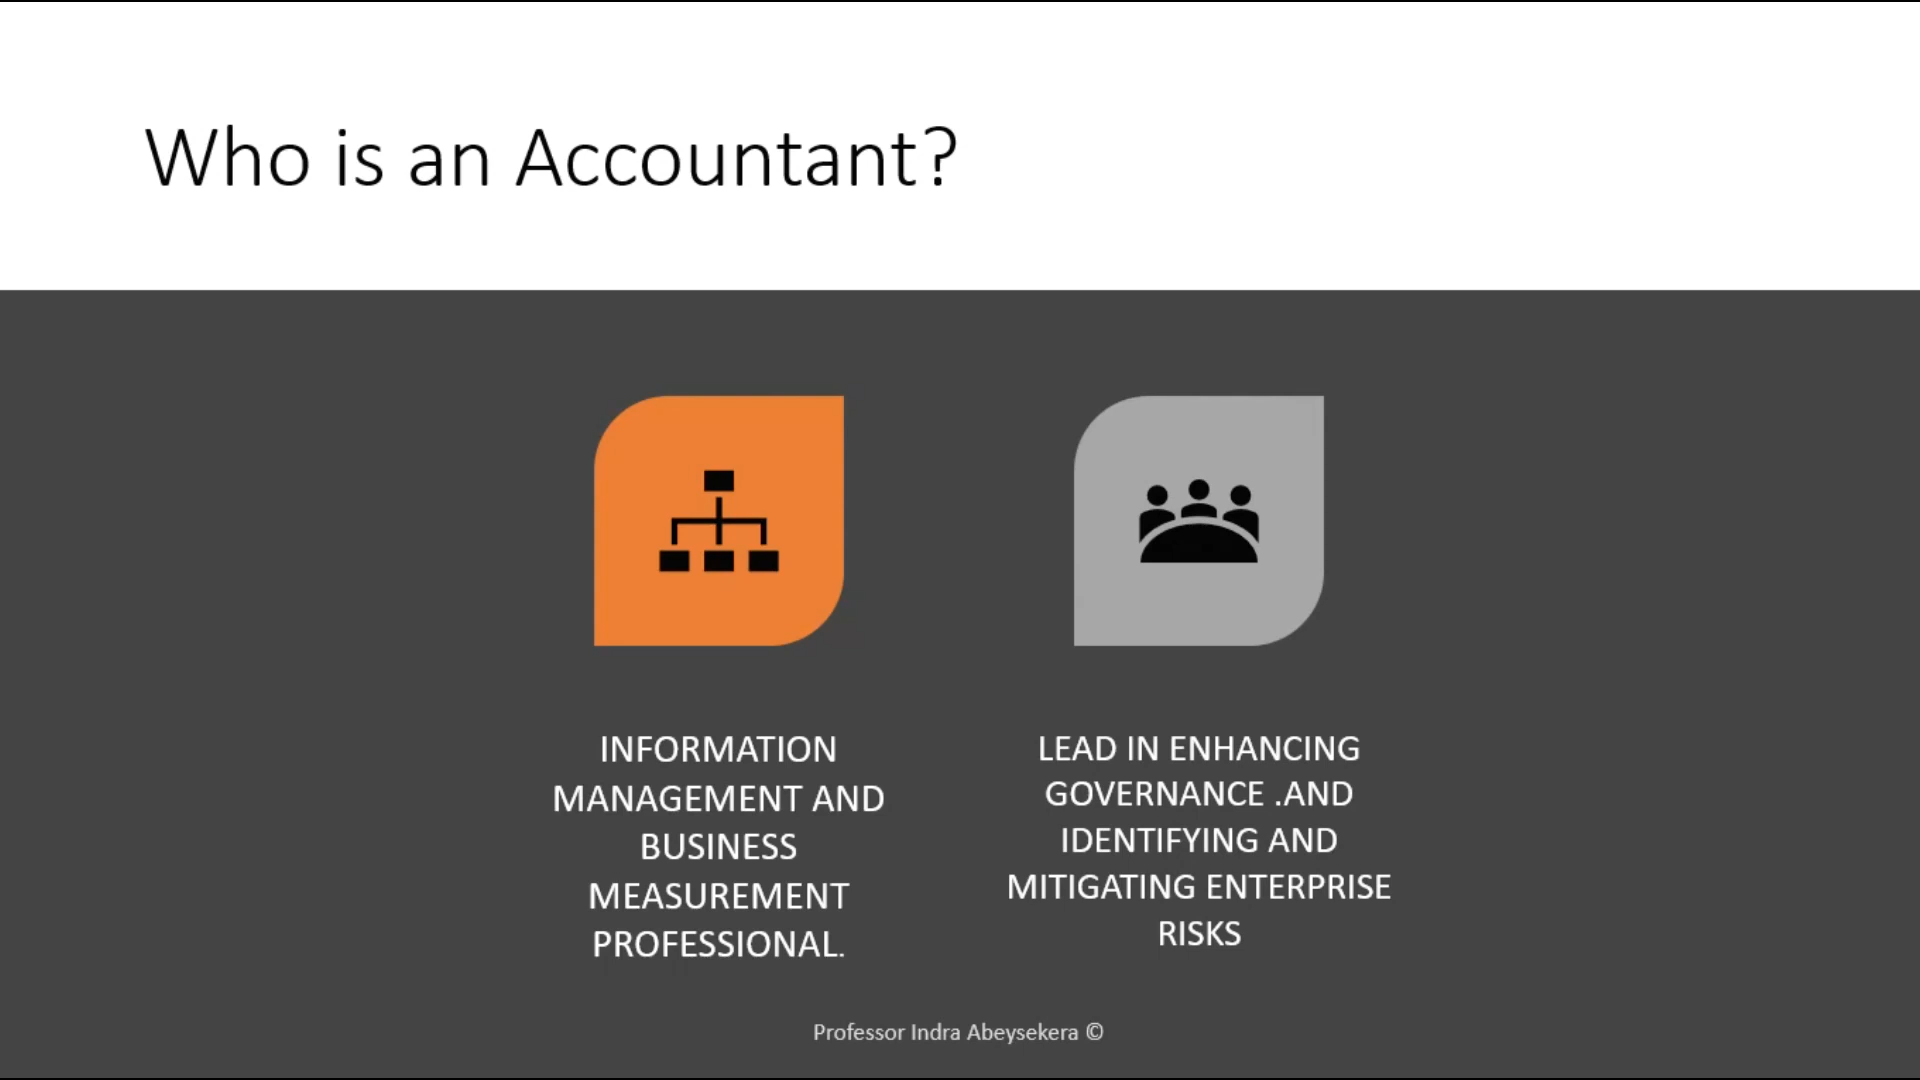 Who is an Accountant?
INFORMATION
MANAGEMENT AND
BUSINESS
MEASUREMENT
PROFESSIONAL.
LEAD IN ENHANCING
GOVERNANCE .AND
IDENTIFYING AND
MITIGATING ENTERPRISE
RISKS
Professor Indra Abeysekera ©